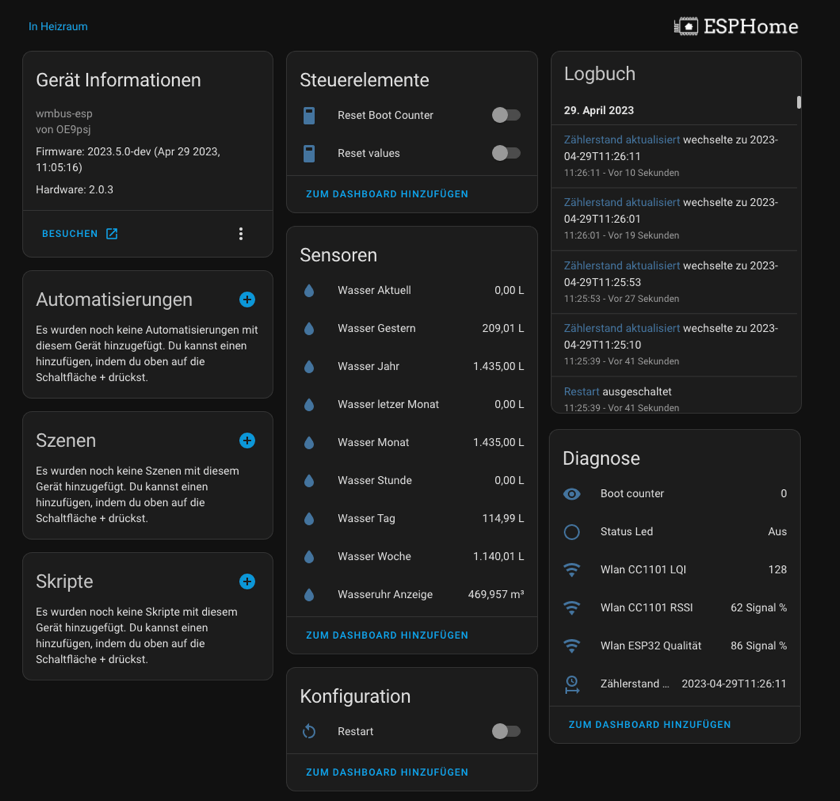 In Heizraum
ESPHome
Gerät Informationen
wmbus-esp
von OE9psj
Firmware: 2023.5.0-dev (Apr 29 2023,
11:05:16)
Hardware: 2.0.3
BESUCHEN
Automatisierungen
Es wurden noch keine Automatisierungen mit
diesem Gerät hinzugefügt. Du kannst einen
hinzufügen, indem du oben auf die
Schaltfläche + drückst.
Szenen
Es wurden noch keine Szenen mit diesem
Gerät hinzugefügt. Du kannst einen
hinzufügen, indem du oben auf die
Schaltfläche + drückst.
Skripte
Es wurden noch keine Skripte mit diesem
Gerät hinzugefügt. Du kannst einen
hinzufügen, indem du oben auf die
Schaltfläche + drückst.
Steuerelemente
Reset Boot Counter
Reset values
ZUM DASHBOARD HINZUFÜGEN
Sensoren
Wasser Aktuell 0,00 L
Wasser Gestern 209,01 L
Wasser Jahr 1.435,00 L
Wasser letzer Monat 0,00 L
Wasser Monat 1.435,00 L
Wasser Stunde 0,00 L
Wasser Tag 114,99 L
Wasser Woche 1.140,01 L
Wasseruhr Anzeige 469,957 m³
ZUM DASHBOARD HINZUFÜGEN
Konfiguration
Restart
ZUM DASHBOARD HINZUFÜGEN
Logbuch
29. April 2023
Zählerstand aktualisiert wechselte zu 2023-
04-29T11:26:11
11:26:11 - Vor 10 Sekunden
Zählerstand aktualisiert wechselte zu 2023-
04-29T11:26:01
11:26:01 - Vor 19 Sekunden
Zählerstand aktualisiert wechselte zu 2023-
04-29T11:25:53
11:25:53 - Vor 27 Sekunden
Zählerstand aktualisiert wechselte zu 2023-
04-29T11:25:10
11:25:39 - Vor 41 Sekunden
Restart ausgeschaltet
11:25:39 - Vor 41 Sekunden
Diagnose
Boot counter 0
Status Led Aus
Wlan CC1101 LQI 128
Wlan CC1101 RSSI 62 Signal %
Wlan ESP32 Qualität 86 Signal %
Zählerstand ... 2023-04-29T11:26:11
ZUM DASHBOARD HINZUFÜGEN